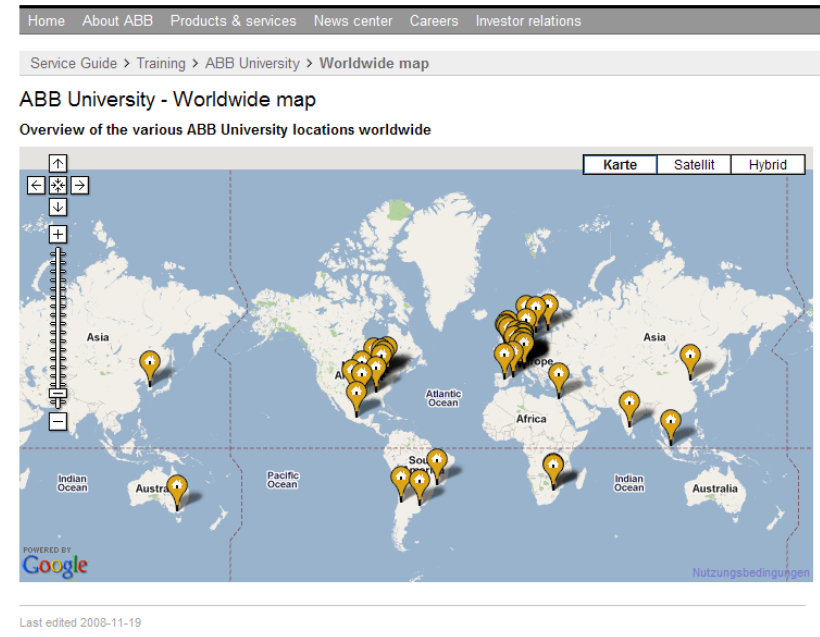 Home About ABB Products & services News center Careers Investor relations
Service Guide > Training > ABB University > Worldwide map
ABB University - Worldwide map
Overview of the various ABB University locations worldwide
Karte Satellit Hybrid
Asia
Asia
Atlantic
Ocean
Africa
Pacific
Ocean
Indian
Ocean
Indian
Ocean
Australia
POWERED BY
Google
Nutzungsbedingungen
Last edited 2008-11-19